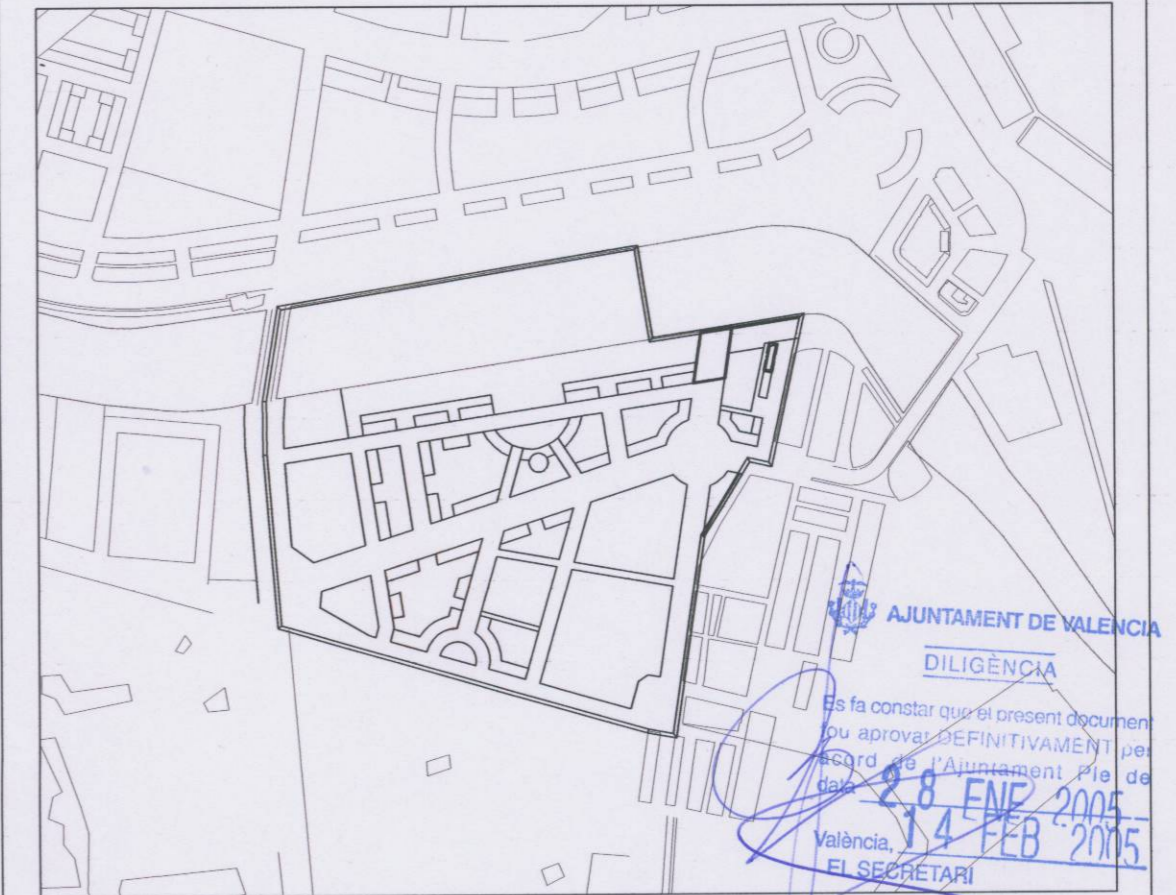 AJUNTAMENT DE VALENCIA
DILIGÈNCIA
Es fa constar que el present document
fou aprovat DEFINITIVAMENT per
acord de l'Ajuntament Ple de
data 28 ENE 2005
València, 14 FEB 2005
EL SECRETARI